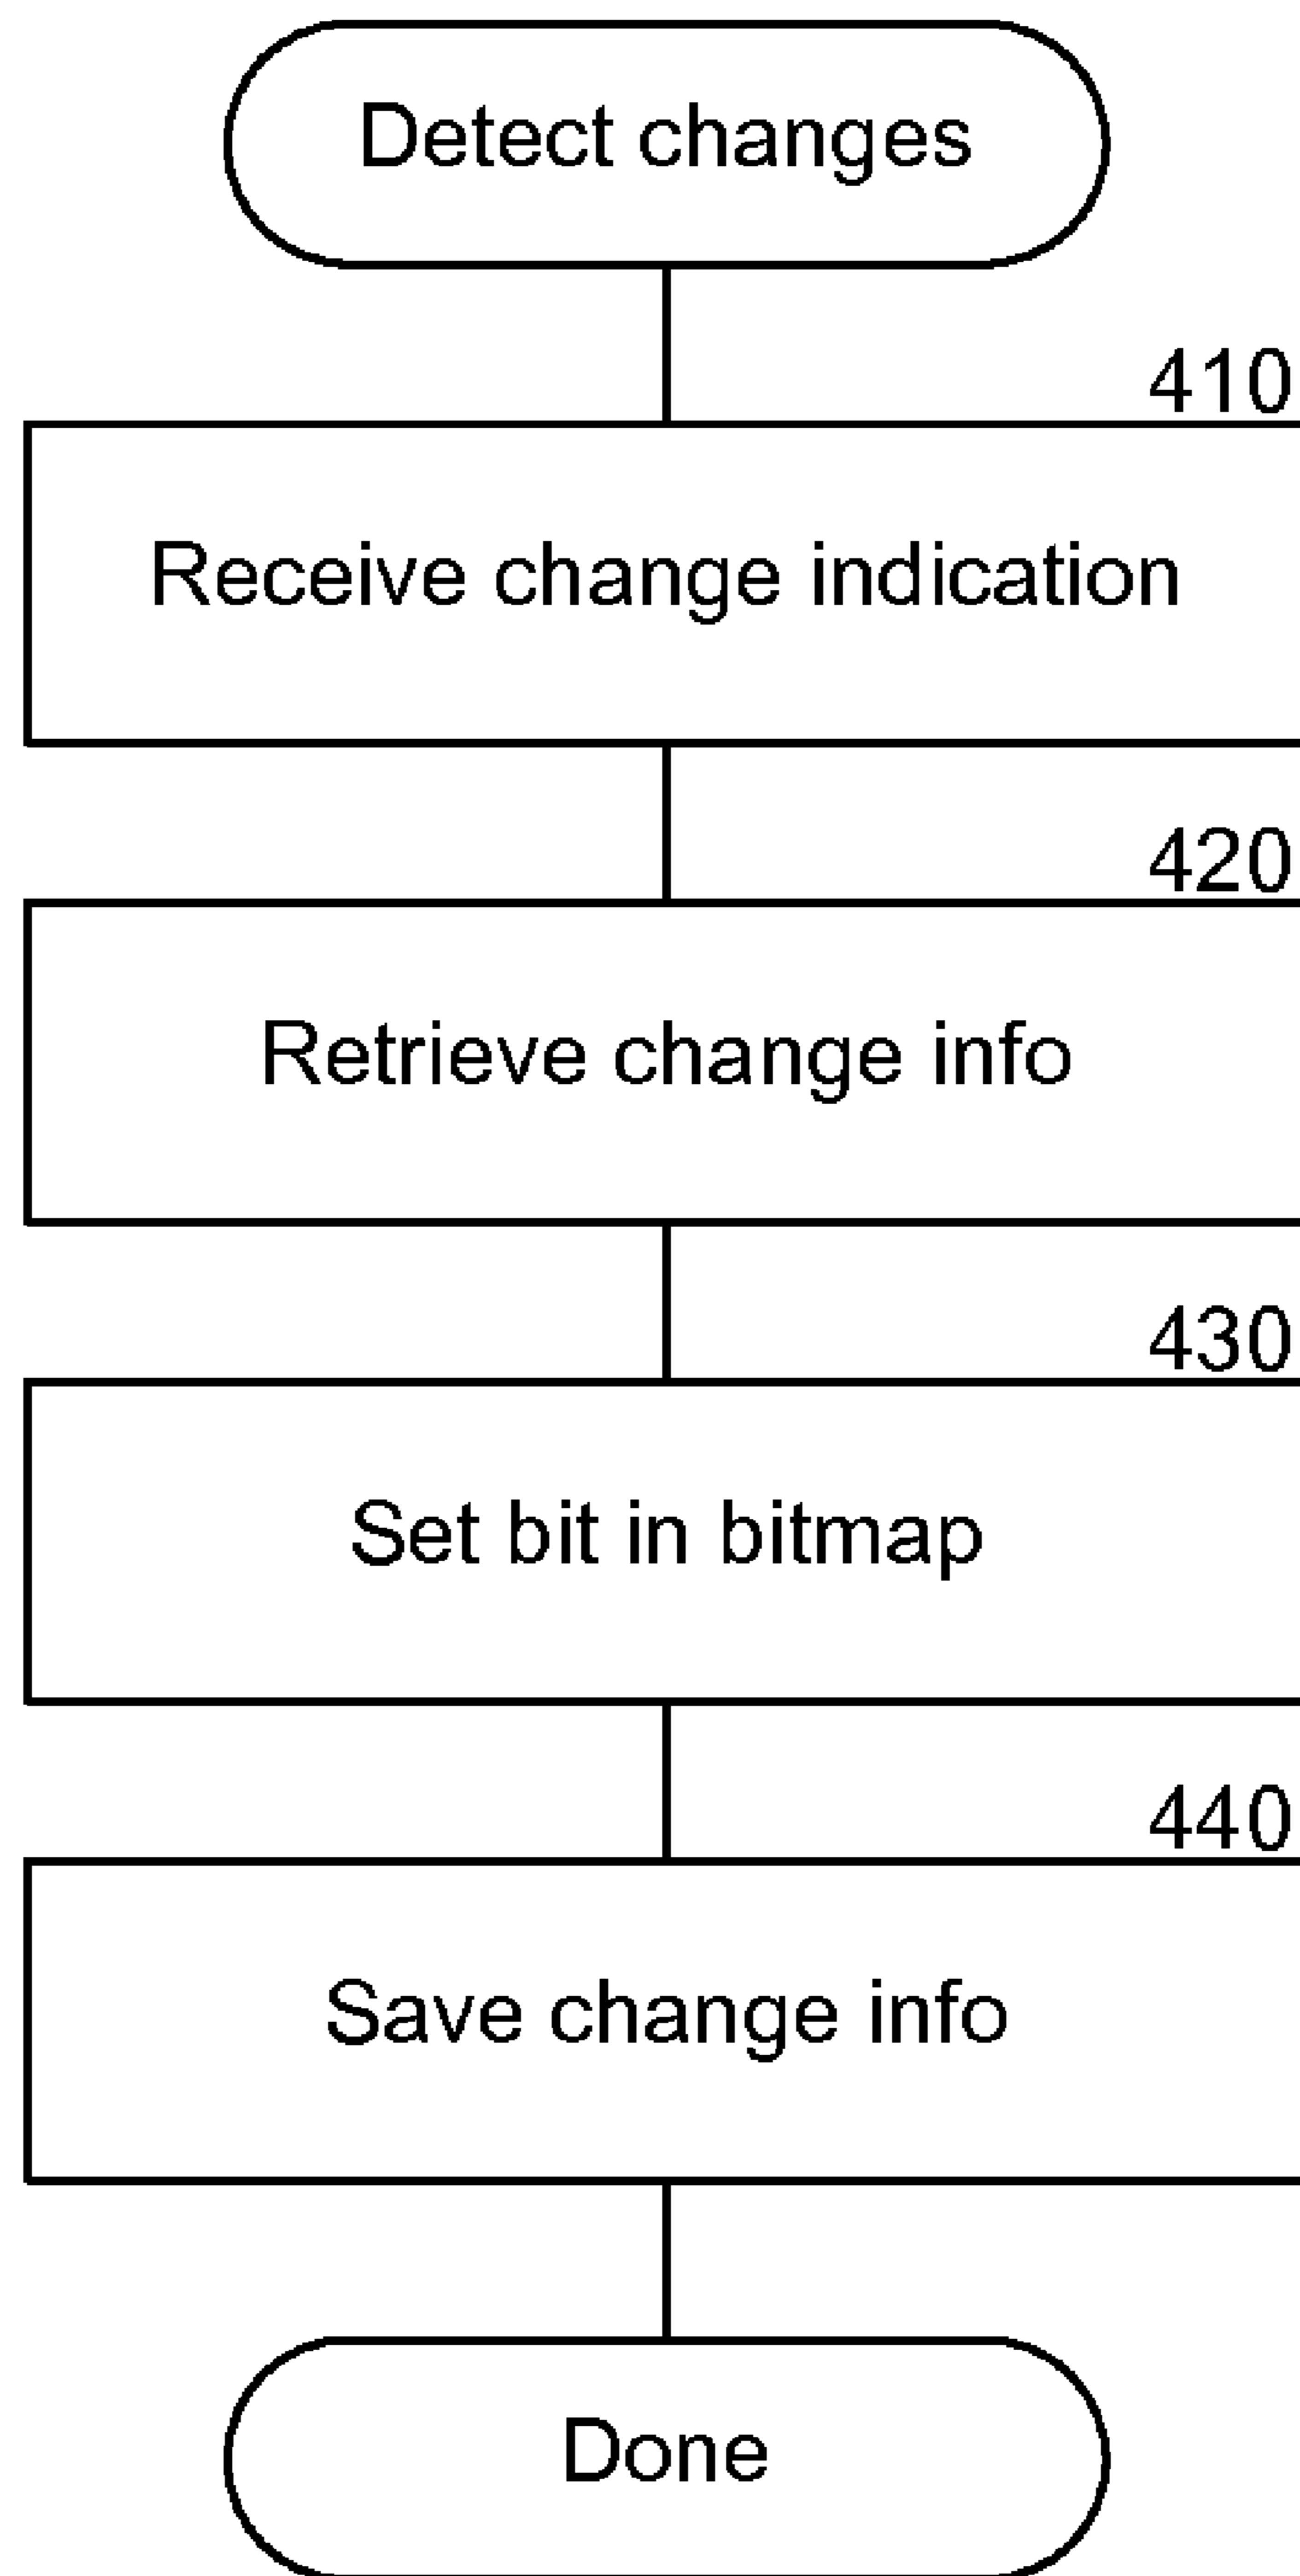 Detect changes
410
Receive change indication
420
Retrieve change info
430
Set bit in bitmap
440
Save change info
Done